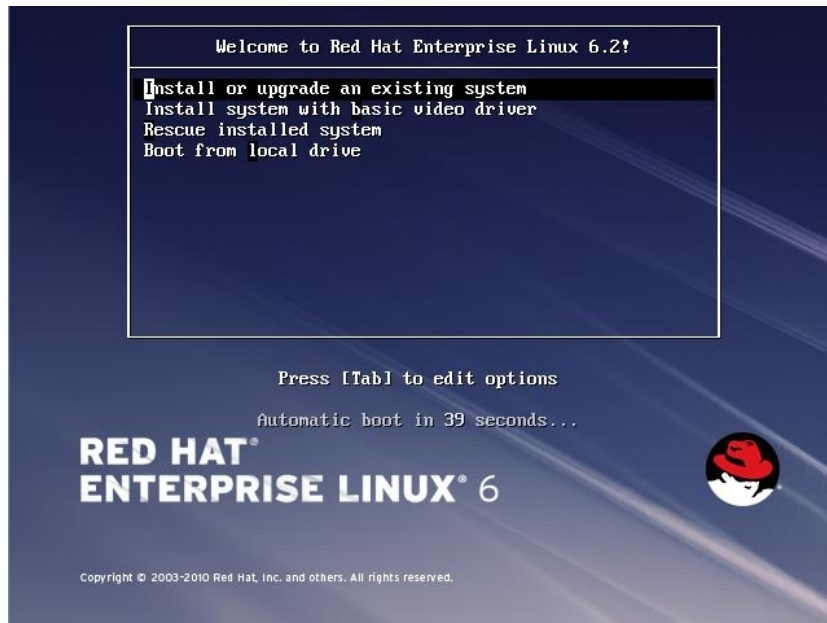 Welcome to Red Hat Enterprise Linux 6.2!
Install or upgrade an existing system
Install system with basic video driver
Rescue installed system
Boot from local drive
Press [Tab] to edit options
Automatic boot in 39 seconds...
RED HAT®
ENTERPRISE LINUX® 6
Copyright © 2003-2010 Red Hat, Inc. and others. All rights reserved.